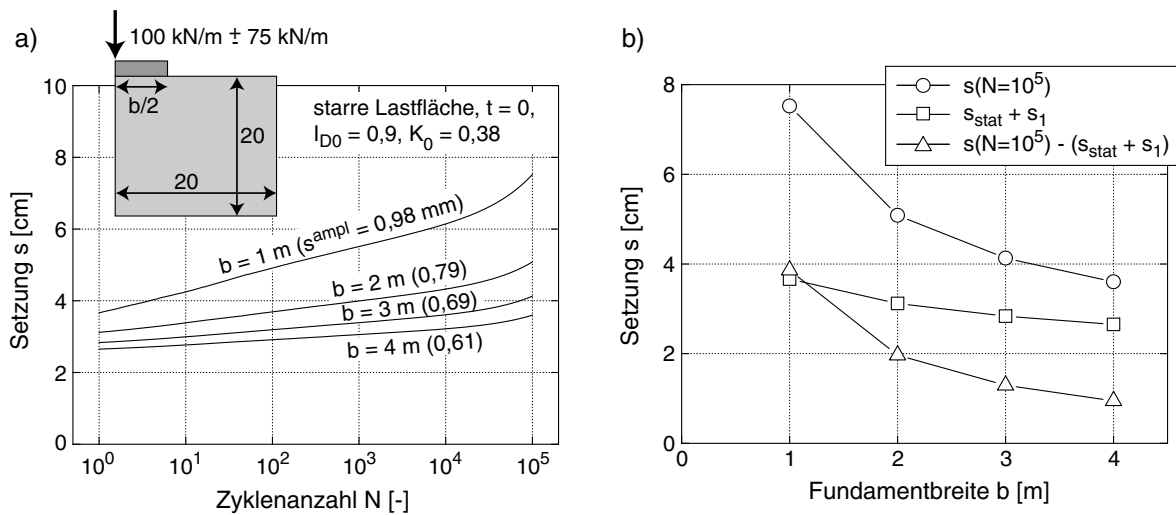 a)
100 kN/m ± 75 kN/m
b/2
20
20
starre Lastfläche, t = 0,
I_D0 = 0,9, K_0 = 0,38
b = 1 m (s^ampl = 0,98 mm)
b = 2 m (0,79)
b = 3 m (0,69)
b = 4 m (0,61)
10
8
6
4
2
0
Setzung s [cm]
10^0 10^1 10^2 10^3 10^4 10^5
Zyklenanzahl N [-]
b)
s(N=10^5)
s_stat + s_1
s(N=10^5) - (s_stat + s_1)
8
6
4
2
0
Setzung s [cm]
0 1 2 3 4
Fundamentbreite b [m]